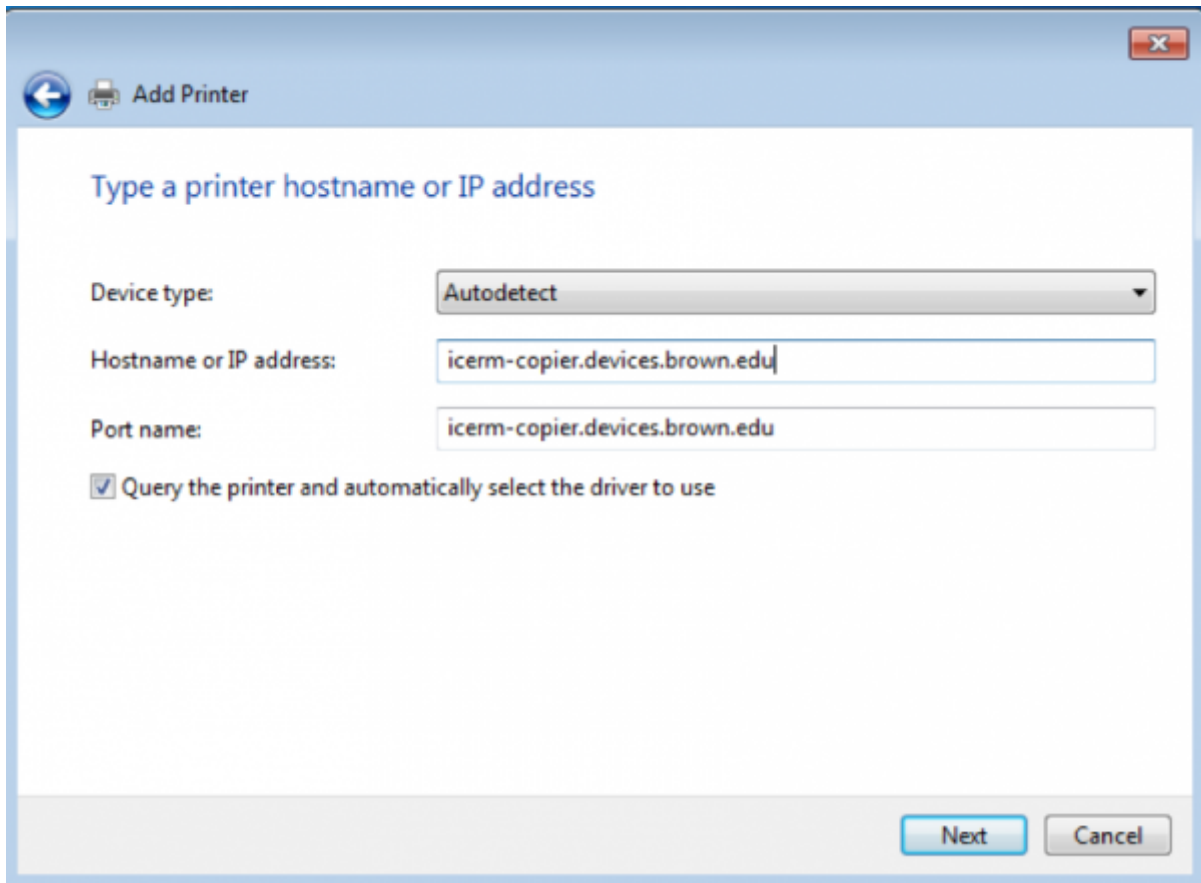 Add Printer
Type a printer hostname or IP address
Device type: Autodetect
Hostname or IP address: icerm-copier.devices.brown.edu
Port name: icerm-copier.devices.brown.edu
Query the printer and automatically select the driver to use
Next Cancel